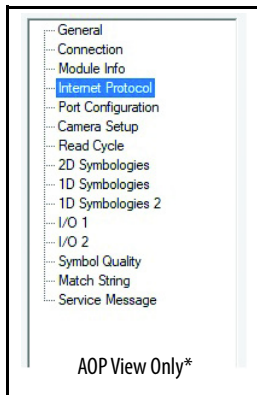 General
Connection
Module Info
Internet Protocol
Port Configuration
Camera Setup
Read Cycle
2D Symbologies
1D Symbologies
1D Symbologies 2
I/O 1
I/O 2
Symbol Quality
Match String
Service Message
AOP View Only*